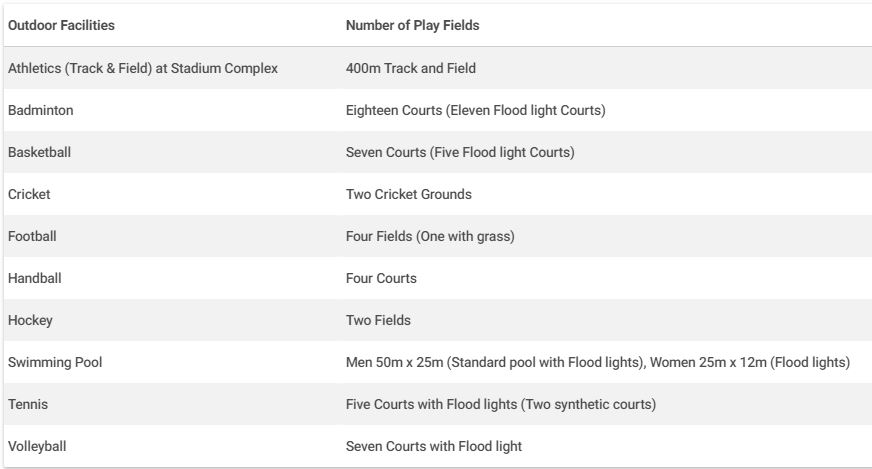 Outdoor Facilities Number of Play Fields
Athletics (Track & Field) at Stadium Complex 400m Track and Field
Badminton Eighteen Courts (Eleven Flood light Courts)
Basketball Seven Courts (Five Flood light Courts)
Cricket Two Cricket Grounds
Football Four Fields (One with grass)
Handball Four Courts
Hockey Two Fields
Swimming Pool Men 50m x 25m (Standard pool with Flood lights), Women 25m x 12m (Flood lights)
Tennis Five Courts with Flood lights (Two synthetic courts)
Volleyball Seven Courts with Flood light